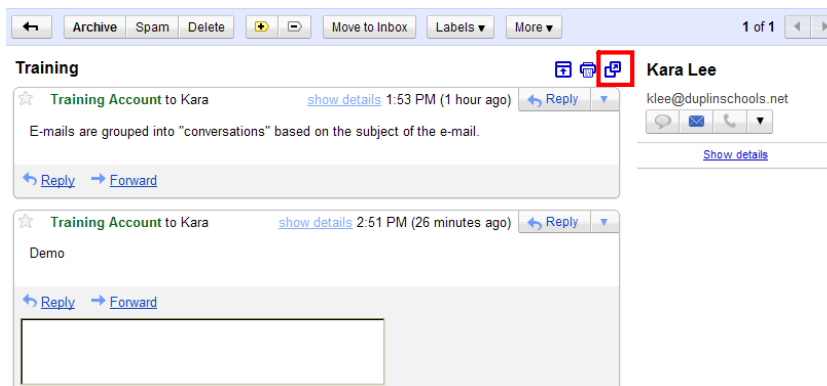 Archive Spam Delete Move to Inbox Labels ▾ More ▾ 1 of 1
Training
Kara Lee
Training Account to Kara show details 1:53 PM (1 hour ago) Reply
klee@duplinschools.net
E-mails are grouped into "conversations" based on the subject of the e-mail.
Show details
Reply Forward
Training Account to Kara show details 2:51 PM (26 minutes ago) Reply
Demo
Reply Forward